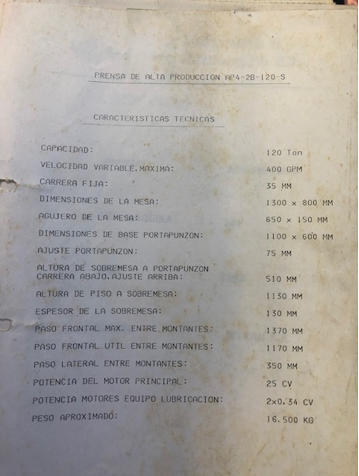 PRENSA DE ALTA PRODUCCION AP4-2B-120-S
CARACTERISTICAS TECNICAS
CAPACIDAD: 120 Ton
VELOCIDAD VARIABLE.MAXIMA: 400 GPM
CARRERA FIJA: 35 MM
DIMENSIONES DE LA MESA: 1300 x 800 MM
AGUJERO DE LA MESA: 650 x 150 MM
DIMENSIONES DE BASE PORTAPUNZON: 1100 x 600 MM
AJUSTE PORTAPUNZON: 75 MM
ALTURA DE SOBREMESA A PORTAPUNZON
CARRERA ABAJO.AJUSTE ARRIBA: 510 MM
ALTURA DE PISO A SOBREMESA: 1130 MM
ESPESOR DE LA SOBREMESA: 130 MM
PASO FRONTAL MAX. ENTRE MONTANTES: 1370 MM
PASO FRONTAL UTIL ENTRE MONTANTES: 1170 MM
PASO LATERAL ENTRE MONTANTES: 350 MM
POTENCIA DEL MOTOR PRINCIPAL: 25 CV
POTENCIA MOTORES EQUIPO LUBRICACION: 2x0.34 CV
PESO APROXIMADO: 16.500 KG